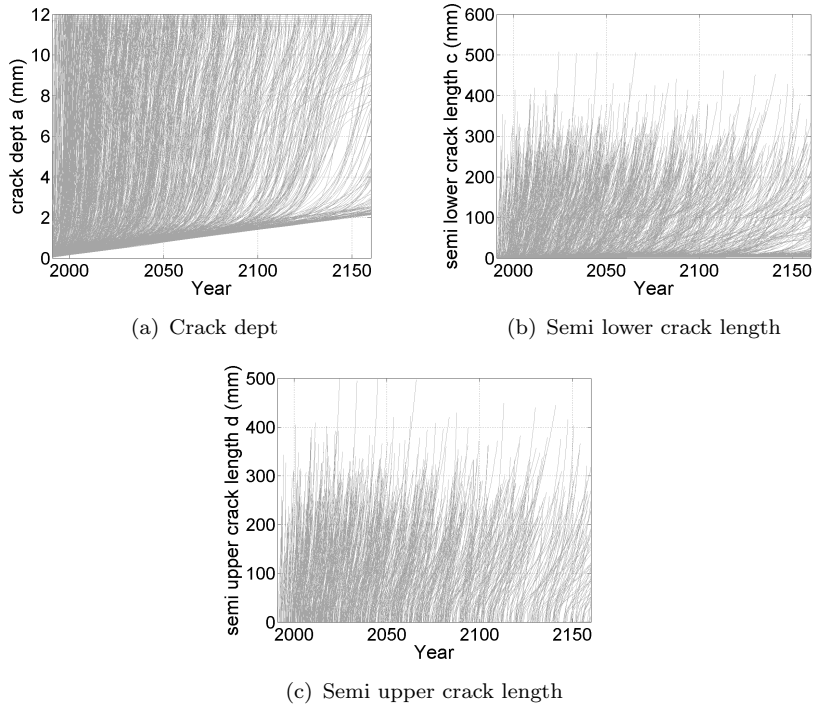 12
10
8
6
4
2
0
crack dept a (mm)
2000 2050 2100 2150
Year
(a) Crack dept
600
500
400
300
200
100
0
semi lower crack length c (mm)
2000 2050 2100 2150
Year
(b) Semi lower crack length
500
400
300
200
100
0
semi upper crack length d (mm)
2000 2050 2100 2150
Year
(c) Semi upper crack length